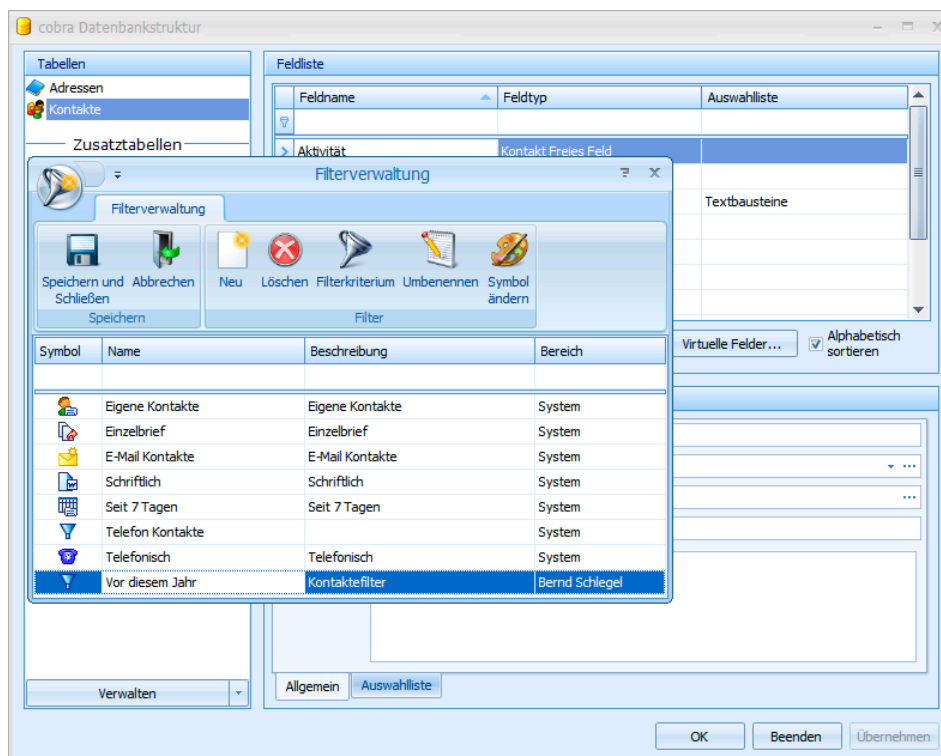 cobra Datenbankstruktur
Tabellen
Adressen
Kontakte
Zusatztabellen
Feldliste
Feldname Feldtyp Auswahlliste
Aktivität Kontakt Freies Feld
Textbausteine
Filterverwaltung
Filterverwaltung
Speichern und Schließen
Abbrechen
Neu
Löschen
Filterkriterium
Umbenennen
Symbol ändern
Speichern
Filter
Symbol Name Beschreibung Bereich
Eigene Kontakte Eigene Kontakte System
Einzelbrief Einzelbrief System
E-Mail Kontakte E-Mail Kontakte System
Schriftlich Schriftlich System
Seit 7 Tagen Seit 7 Tagen System
Telefon Kontakte System
Telefonisch Telefonisch System
Vor diesem Jahr Kontaktefilter Bernd Schlegel
Virtuelle Felder...
Alphabetisch
sortieren
Verwalten
Allgemein Auswahlliste
OK Beenden Übernehmen